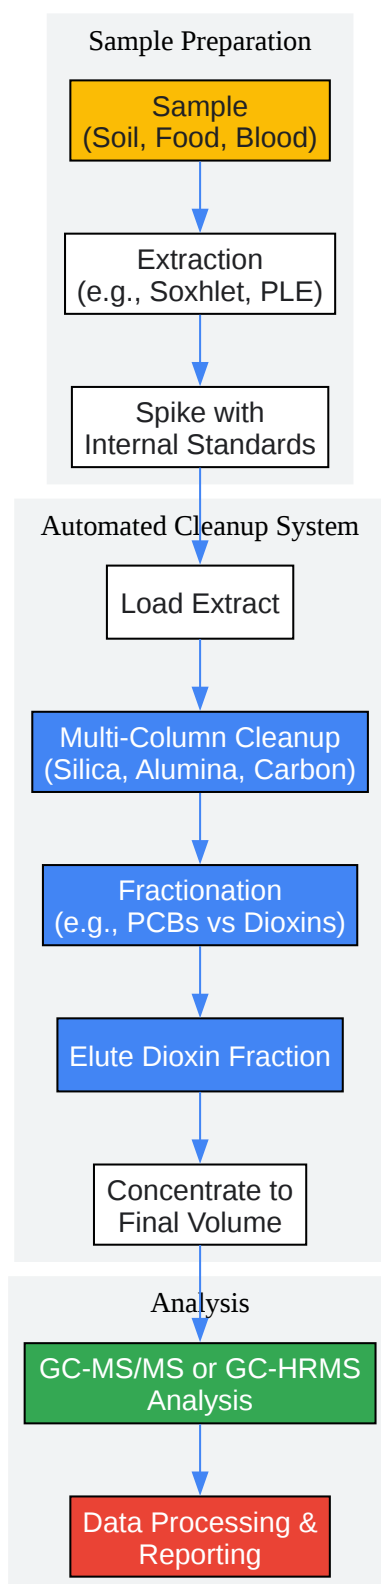 Sample Preparation
Sample
(Soil, Food, Blood)
Extraction
(e.g., Soxhlet, PLE)
Spike with
Internal Standards
Automated Cleanup System
Load Extract
Multi-Column Cleanup
(Silica, Alumina, Carbon)
Fractionation
(e.g., PCBs vs Dioxins)
Elute Dioxin Fraction
Concentrate to
Final Volume
Analysis
GC-MS/MS or GC-HRMS
Analysis
Data Processing &
Reporting